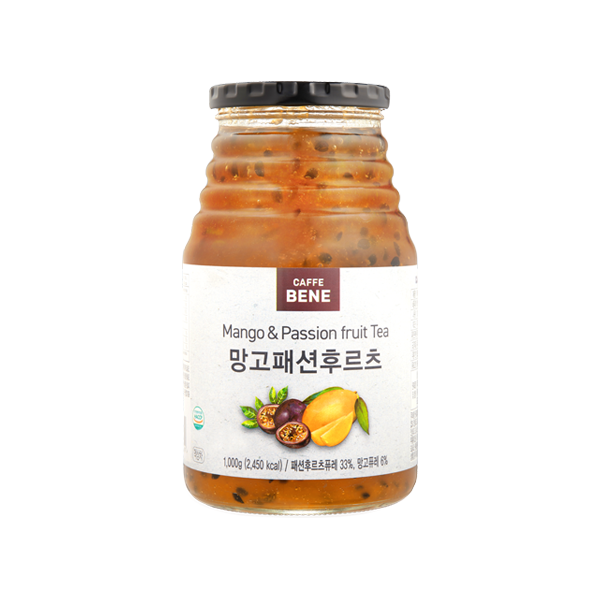 CAFFE
BENE
Mango & Passion fruit Tea
망고패션후르츠
1,000g (2,450 kcal) / 패션후르츠퓨레 33%, 망고퓨레 6%